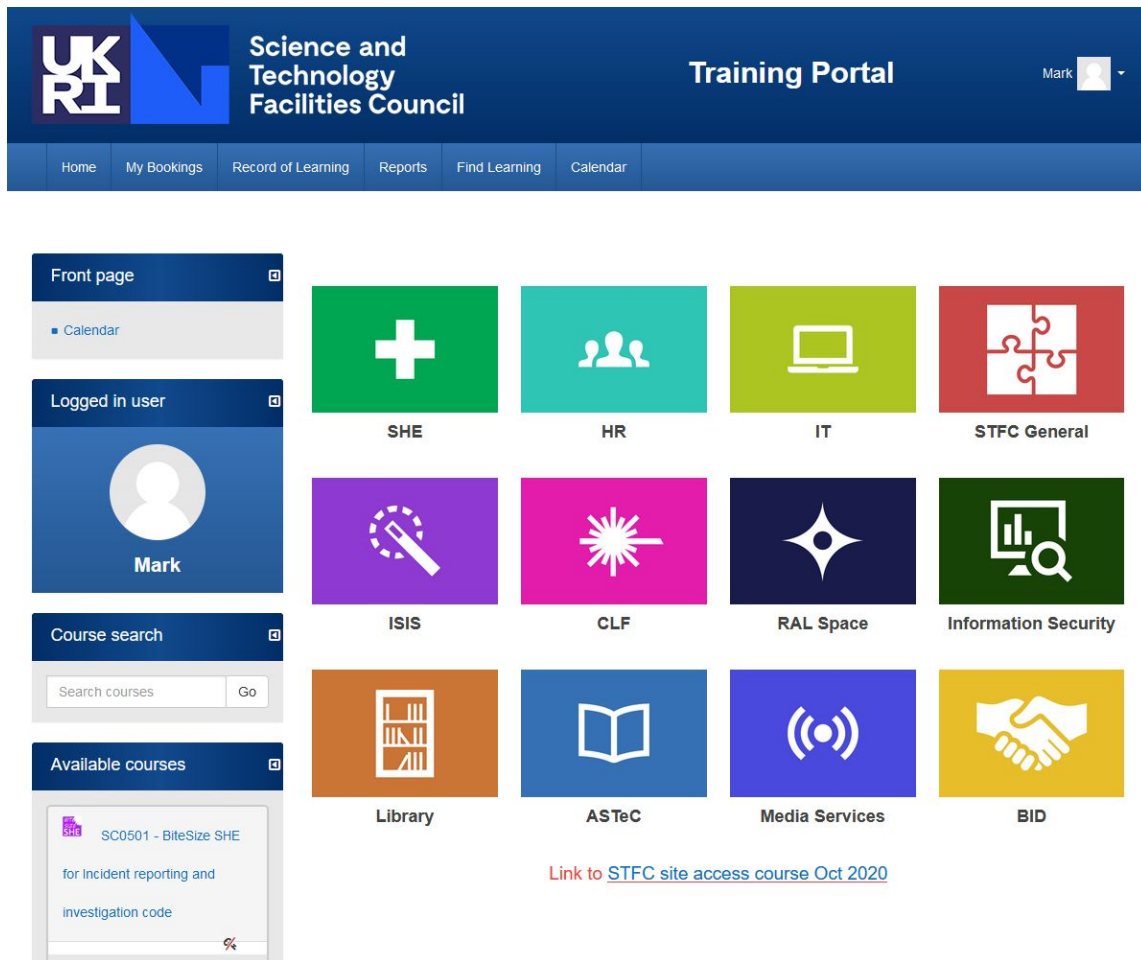 UK
RI
Science and
Technology
Facilities Council
Training Portal
Mark
Home
My Bookings
Record of Learning
Reports
Find Learning
Calendar
Front page
Calendar
Logged in user
Mark
Course search
Search courses
Go
Available courses
SHE
SC0501 - BiteSize SHE
for Incident reporting and
investigation code
SHE
HR
IT
STFC General
ISIS
CLF
RAL Space
Information Security
Library
ASTeC
Media Services
BID
Link to STFC site access course Oct 2020